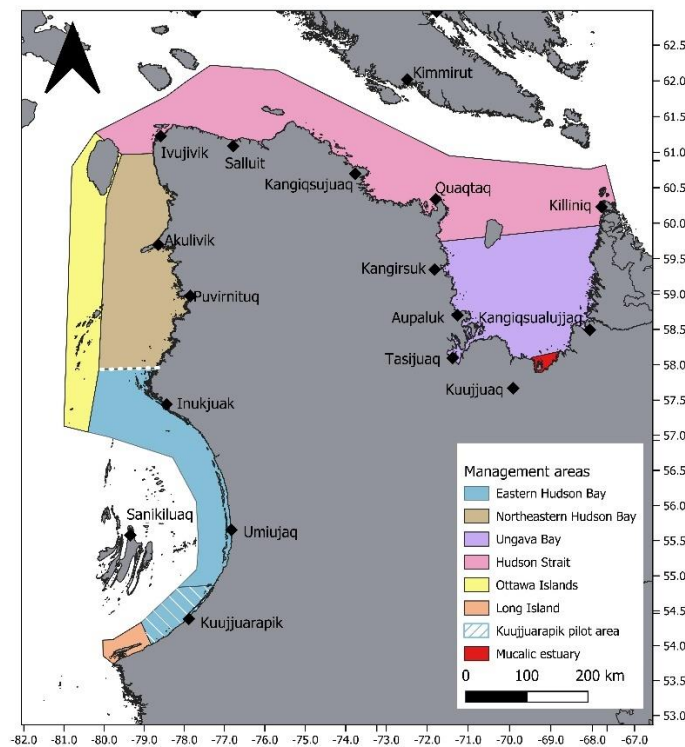 Kimmirut
62.5
62.0
61.5
Ivujivik
Salluit
61.0
Kangiqsujuaq
Quaqtaq
60.5
Killiniq
60.0
Akulivik
59.5
Kangirsuk
Puvirnituq
59.0
Aupaluk
Kangiqsualujjaq
58.5
Tasijuaq
58.0
Kuujjuaq
Inukjuak
57.5
57.0
Management areas
56.5
Eastern Hudson Bay
Northeastern Hudson Bay
56.0
Sanikiluaq
Ungava Bay
Umiujaq
55.5
Hudson Strait
Ottawa Islands
55.0
Long Island
54.5
Kuujjuarapik
Kuujjuarapik pilot area
Mucalic estuary
54.0
0 100 200 km
53.5
53.0
-82.0 -81.0 -80.0 -79.0 -78.0 -77.0 -76.0 -75.0 -74.0 -73.0 -72.0 -71.0 -70.0 -69.0 -68.0 -67.0